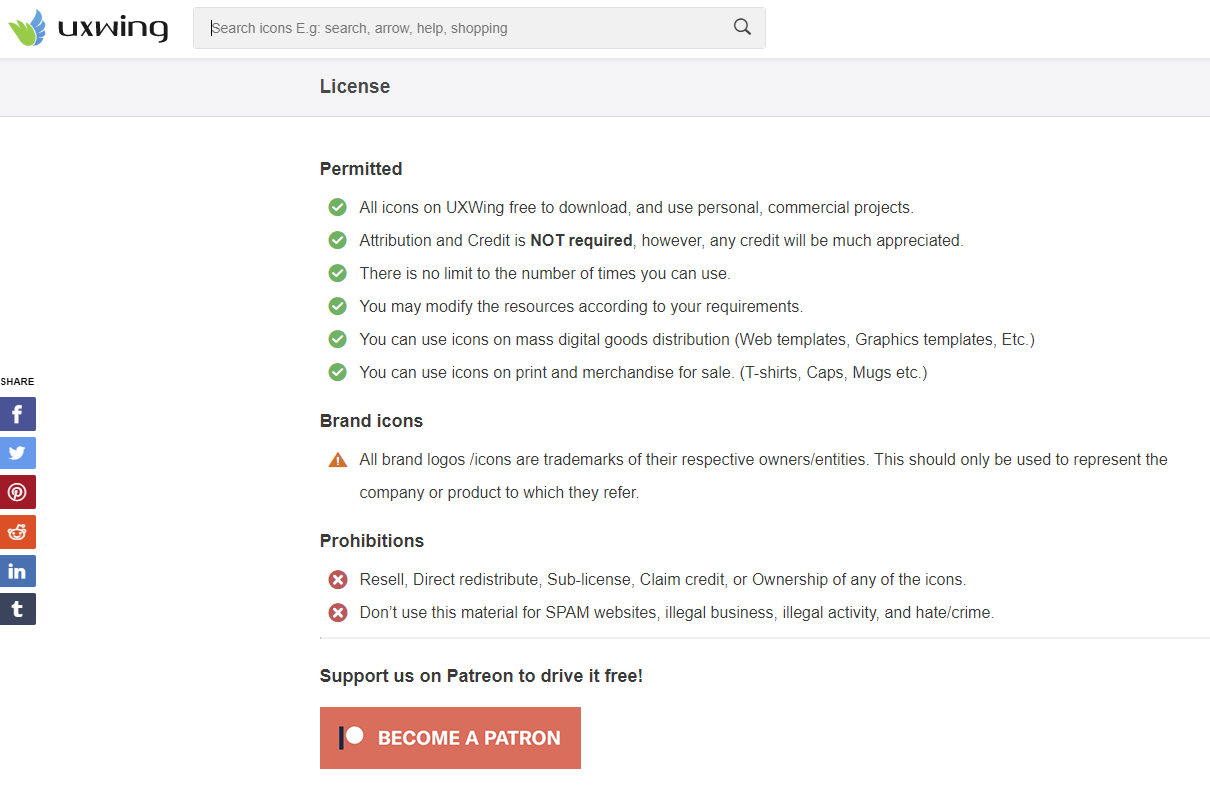 uxwing
Search icons E.g: search, arrow, help, shopping
License
Permitted
All icons on UXWing free to download, and use personal, commercial projects.
Attribution and Credit is NOT required, however, any credit will be much appreciated.
There is no limit to the number of times you can use.
You may modify the resources according to your requirements.
You can use icons on mass digital goods distribution (Web templates, Graphics templates, Etc.)
You can use icons on print and merchandise for sale. (T-shirts, Caps, Mugs etc.)
SHARE
Brand icons
All brand logos /icons are trademarks of their respective owners/entities. This should only be used to represent the
company or product to which they refer.
Prohibitions
Resell, Direct redistribute, Sub-license, Claim credit, or Ownership of any of the icons.
Don’t use this material for SPAM websites, illegal business, illegal activity, and hate/crime.
Support us on Patreon to drive it free!
BECOME A PATRON